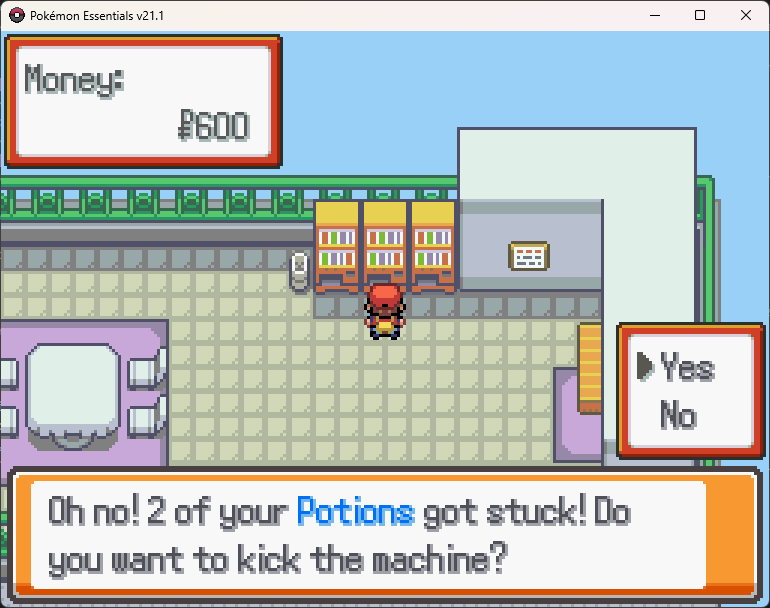 Pokémon Essentials v21.1
Money:
₽600
Yes
No
Oh no! 2 of your Potions got stuck! Do
you want to kick the machine?